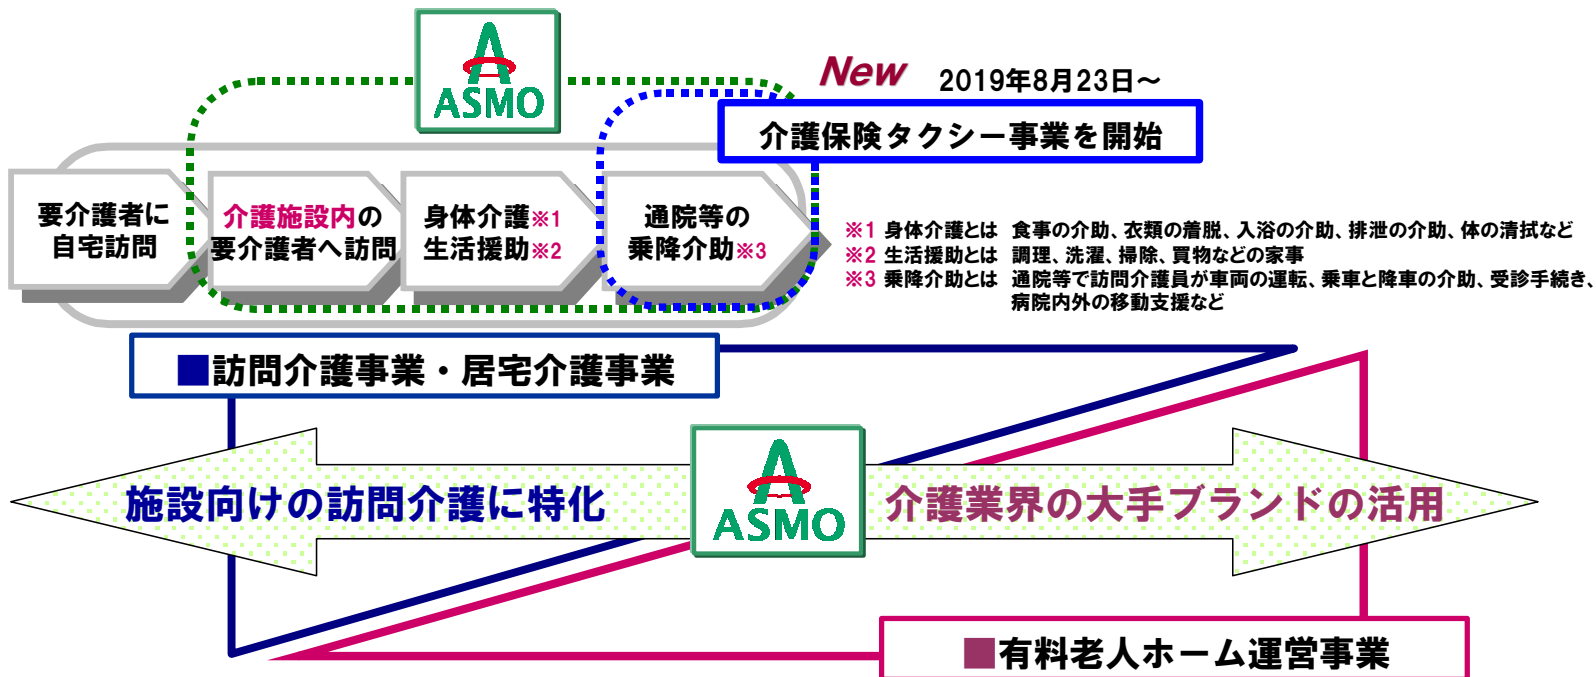 ASMO
New 2019年8月23日～
介護保険タクシー事業を開始
要介護者に
自宅訪問
介護施設内の
要介護者へ訪問
身体介護※1
生活援助※2
通院等の
乗降介助※3
※1 身体介護とは 食事の介助、衣類の着脱、入浴の介助、排泄の介助、体の清拭など
※2 生活援助とは 調理、洗濯、掃除、買物などの家事
※3 乗降介助とは 通院等で訪問介護員が車両の運転、乗車と降車の介助、受診手続き、
病院内外の移動支援など
■訪問介護事業・居宅介護事業
施設向けの訪問介護に特化
ASMO
介護業界の大手ブランドの活用
■有料老人ホーム運営事業